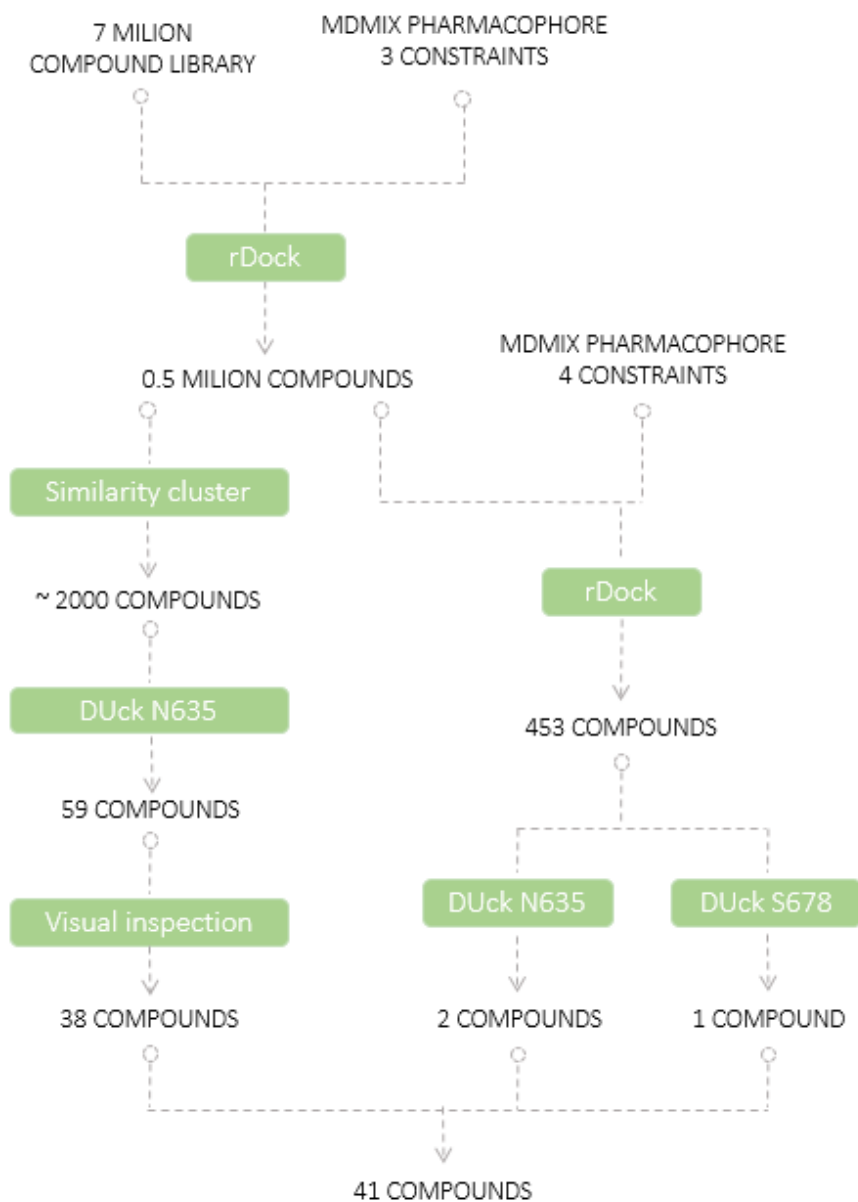 7 MILION
COMPOUND LIBRARY
MDMIX PHARMACOPHORE
3 CONSTRAINTS
rDock
0.5 MILION COMPOUNDS
MDMIX PHARMACOPHORE
4 CONSTRAINTS
Similarity cluster
~ 2000 COMPOUNDS
rDock
DUck N635
453 COMPOUNDS
59 COMPOUNDS
Visual inspection
DUck N635
DUck S678
38 COMPOUNDS
2 COMPOUNDS
1 COMPOUND
41 COMPOUNDS